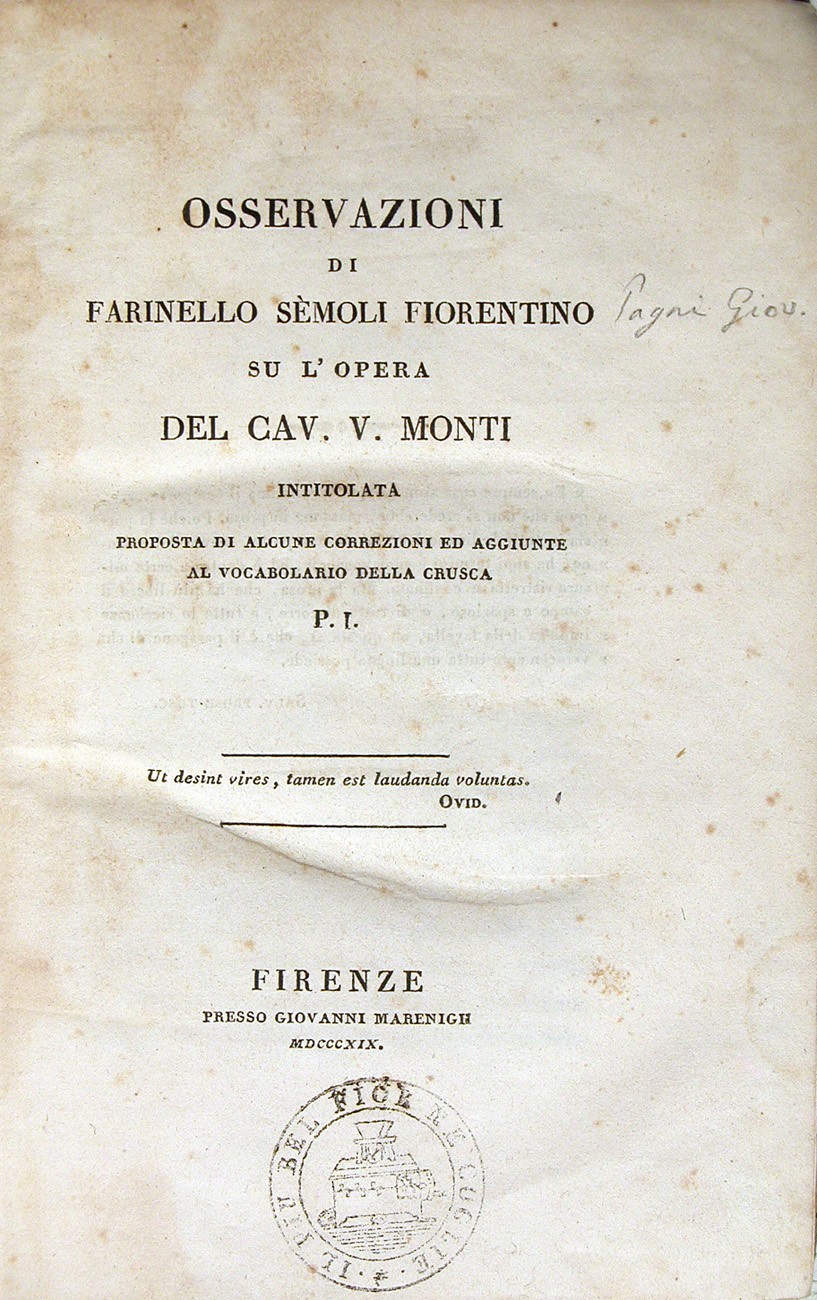 OSSERVAZIONI
DI
FARINELLO SÈMOLI FIORENTINO
Pagni Giov.
SU L' OPERA
DEL CAV. V. MONTI
INTITOLATA
PROPOSTA DI ALCUNE CORREZIONI ED AGGIUNTE
AL VOCABOLARIO DELLA CRUSCA
P. I.
Ut desint vires, tamen est laudanda voluntas.
OVID.
FIRENZE
PRESSO GIOVANNI MARENIGH
MDCCCXIX.
IL PIU BEL FIOR NE COGLIE